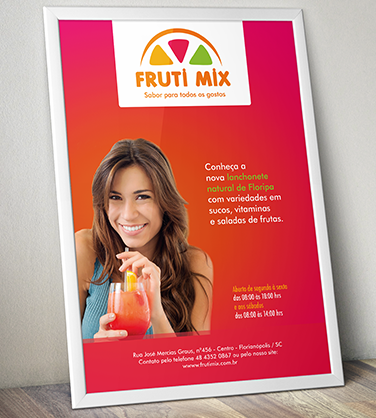 FRUTI MIX
Sabor para todos os gostos
Conheça a
nova lanchonete
natural de Floripa
com variedades em
sucos, vitaminas
e saladas de frutas.
Aberto de segunda á sexta
das 08:00 às 18:00 hrs
e aos sábados
das 08:00 às 14:00 hrs
Rua José Mercias Graus, nº456 - Centro - Florianópolis / SC
Contato pelo telefone 48 4352 0867 ou pelo nosso site:
www.frutimix.com.br